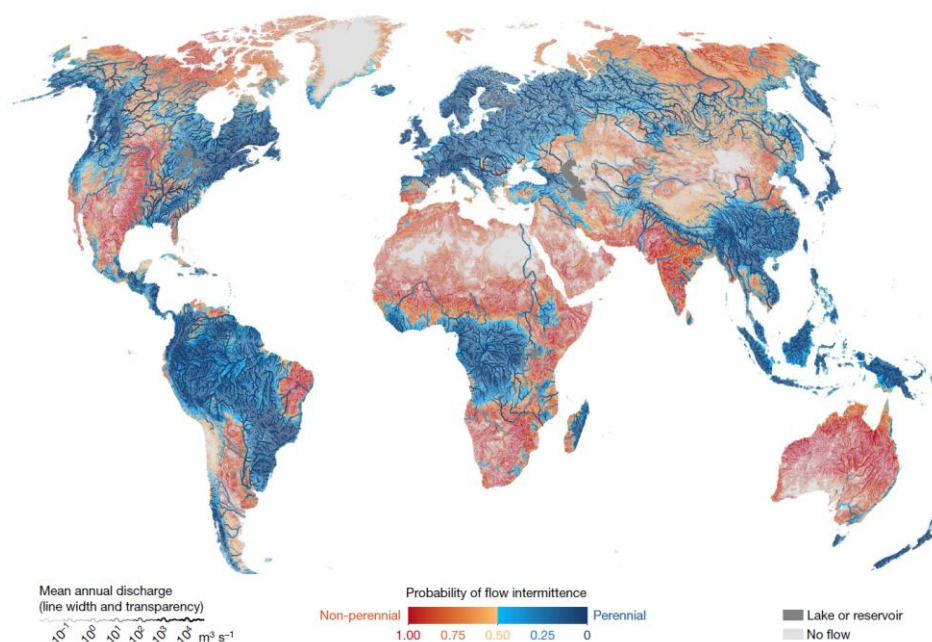 Mean annual discharge
(line width and transparency)
10⁻¹ 10⁰ 10¹ 10² 10³ 10⁴ m³ s⁻¹
Probability of flow intermittence
Non-perennial Perennial
1.00 0.75 0.50 0.25 0
Lake or reservoir
No flow